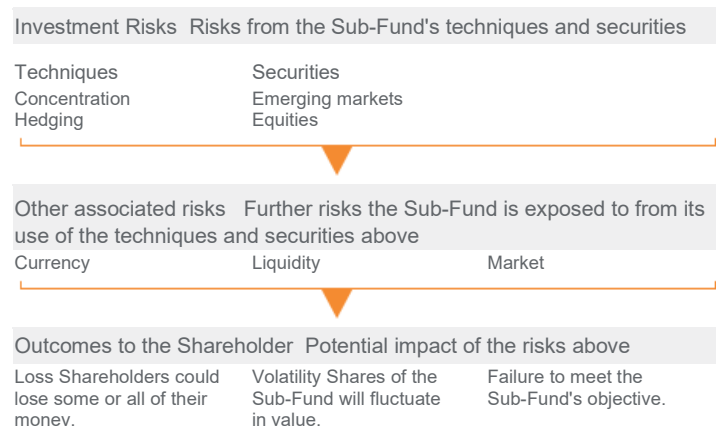 Investment Risks Risks from the Sub-Fund's techniques and securities
Techniques Securities
Concentration Emerging markets
Hedging Equities
Other associated risks Further risks the Sub-Fund is exposed to from its
use of the techniques and securities above
Currency Liquidity Market
Outcomes to the Shareholder Potential impact of the risks above
Loss Shareholders could Volatility Shares of the Failure to meet the
lose some or all of their Sub-Fund will fluctuate Sub-Fund's objective.
money. in value.